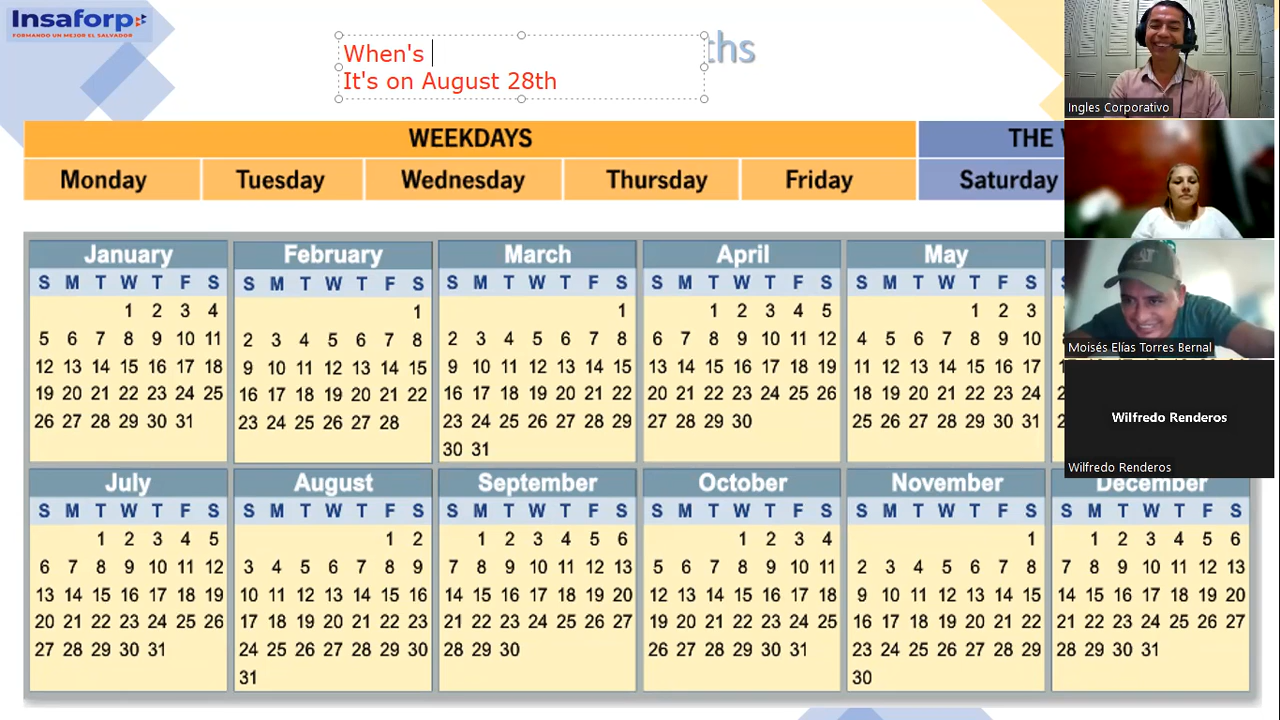 Insaforp
FORMANDO UN MEJOR EL SALVADOR
When's
It's on August 28th
ths
WEEKDAYS
THE
Monday Tuesday Wednesday Thursday Friday Saturday
January February March April May
S M T W T F S S M T W T F S S M T W T F S S M T W T F S S M T W T F S
1 2 3 4 1 1 1 2 3 4 5 1 2 3
5 6 7 8 9 10 11 2 3 4 5 6 7 8 2 3 4 5 6 7 8 6 7 8 9 10 11 12 4 5 6 7 8 9 10
12 13 14 15 16 17 18 9 10 11 12 13 14 15 9 10 11 12 13 14 15 13 14 15 16 17 18 19 11 12 13 14 15 16 17
19 20 21 22 23 24 25 16 17 18 19 20 21 22 16 17 18 19 20 21 22 20 21 22 23 24 25 26 18 19 20 21 22 23 24
26 27 28 29 30 31 23 24 25 26 27 28 23 24 25 26 27 28 29 27 28 29 30 25 26 27 28 29 30 31
30 31
July August September October November December
S M T W T F S S M T W T F S S M T W T F S S M T W T F S S M T W T F S S M T W T F S
1 2 3 4 5 1 2 1 2 3 4 5 6 1 2 3 4 1 1 2 3 4 5 6
6 7 8 9 10 11 12 3 4 5 6 7 8 9 7 8 9 10 11 12 13 5 6 7 8 9 10 11 2 3 4 5 6 7 8 7 8 9 10 11 12 13
13 14 15 16 17 18 19 10 11 12 13 14 15 16 14 15 16 17 18 19 20 12 13 14 15 16 17 18 9 10 11 12 13 14 15 14 15 16 17 18 19 20
20 21 22 23 24 25 26 17 18 19 20 21 22 23 21 22 23 24 25 26 27 19 20 21 22 23 24 25 16 17 18 19 20 21 22 21 22 23 24 25 26 27
27 28 29 30 31 24 25 26 27 28 29 30 28 29 30 26 27 28 29 30 31 23 24 25 26 27 28 29 28 29 30 31
31 30
Ingles Corporativo
Moisés Elías Torres Bernal
Wilfredo Renderos
Wilfredo Renderos